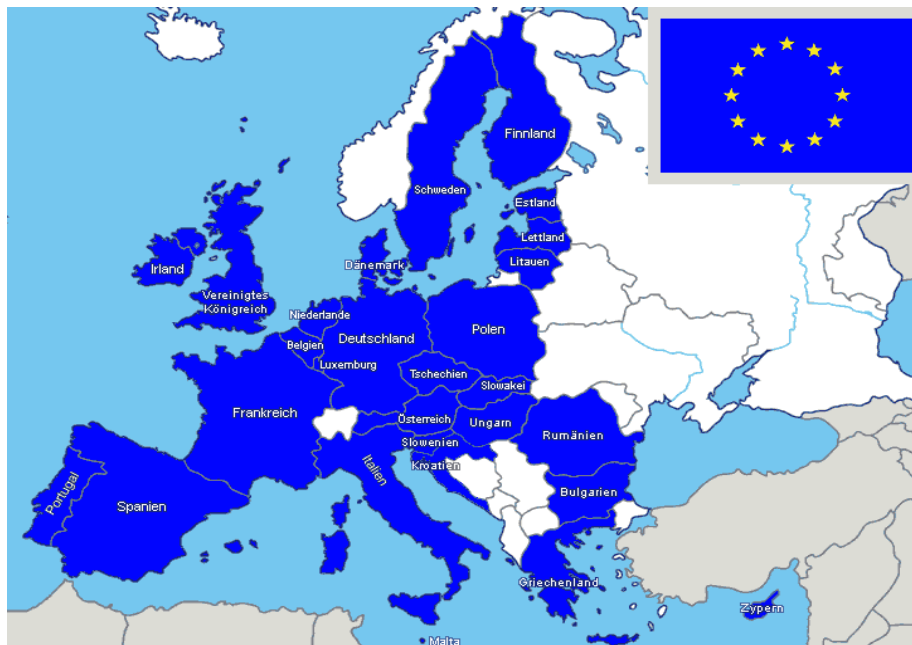 Finnland
Schweden
Estland
Lettland
Litauen
Dänemark
Irland
Vereinigtes
Königreich
Niederlande
Belgien
Luxemburg
Deutschland
Polen
Tschechien
Slowakei
Frankreich
Österreich
Ungarn
Rumänien
Slowenien
Kroatien
Italien
Bulgarien
Portugal
Spanien
Griechenland
Zypern
Malta